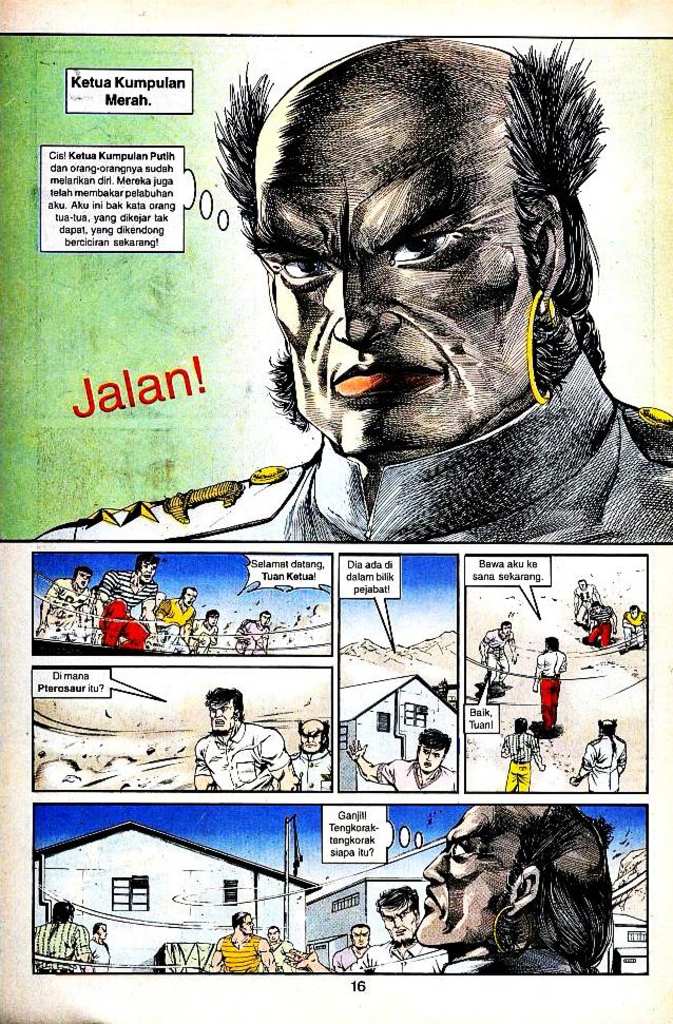 Ketua Kumpulan
Merah.
Cis! Ketua Kumpulan Putih
dan orang-orangnya sudah
melarikan diri. Mereka juga
telah membakar pelabuhan
aku. Aku ini bak kata orang
tua-tua, yang dikejar tak
dapat, yang dikendong
berciciran sekarang!
Jalan!
Selamat datang,
Tuan Ketua!
Di mana
Pterosaur itu?
Dia ada di
dalam bilik
pejabat!
Bawa aku ke
sana sekarang.
Baik,
Tuan!
Ganjil!
Tengkorak-
tengkorak
siapa itu?
16